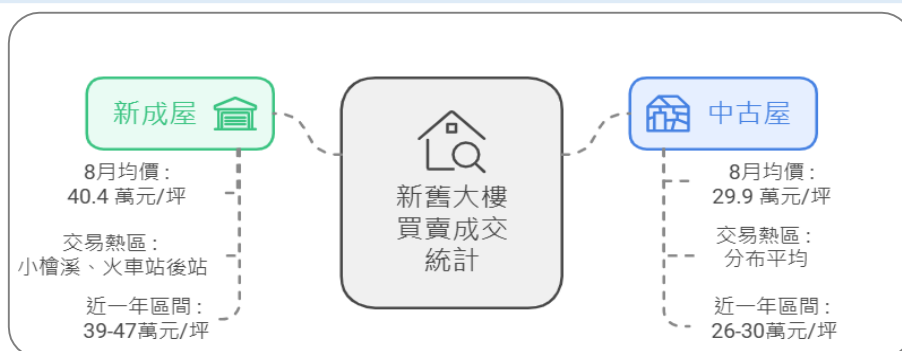 新成屋
8月均價：
40.4 萬元/坪
交易熱區：
小檜溪、火車站後站
近一年區間：
39-47萬元/坪
新舊大樓
買賣成交
統計
中古屋
8月均價：
29.9 萬元/坪
交易熱區：
分布平均
近一年區間：
26-30萬元/坪